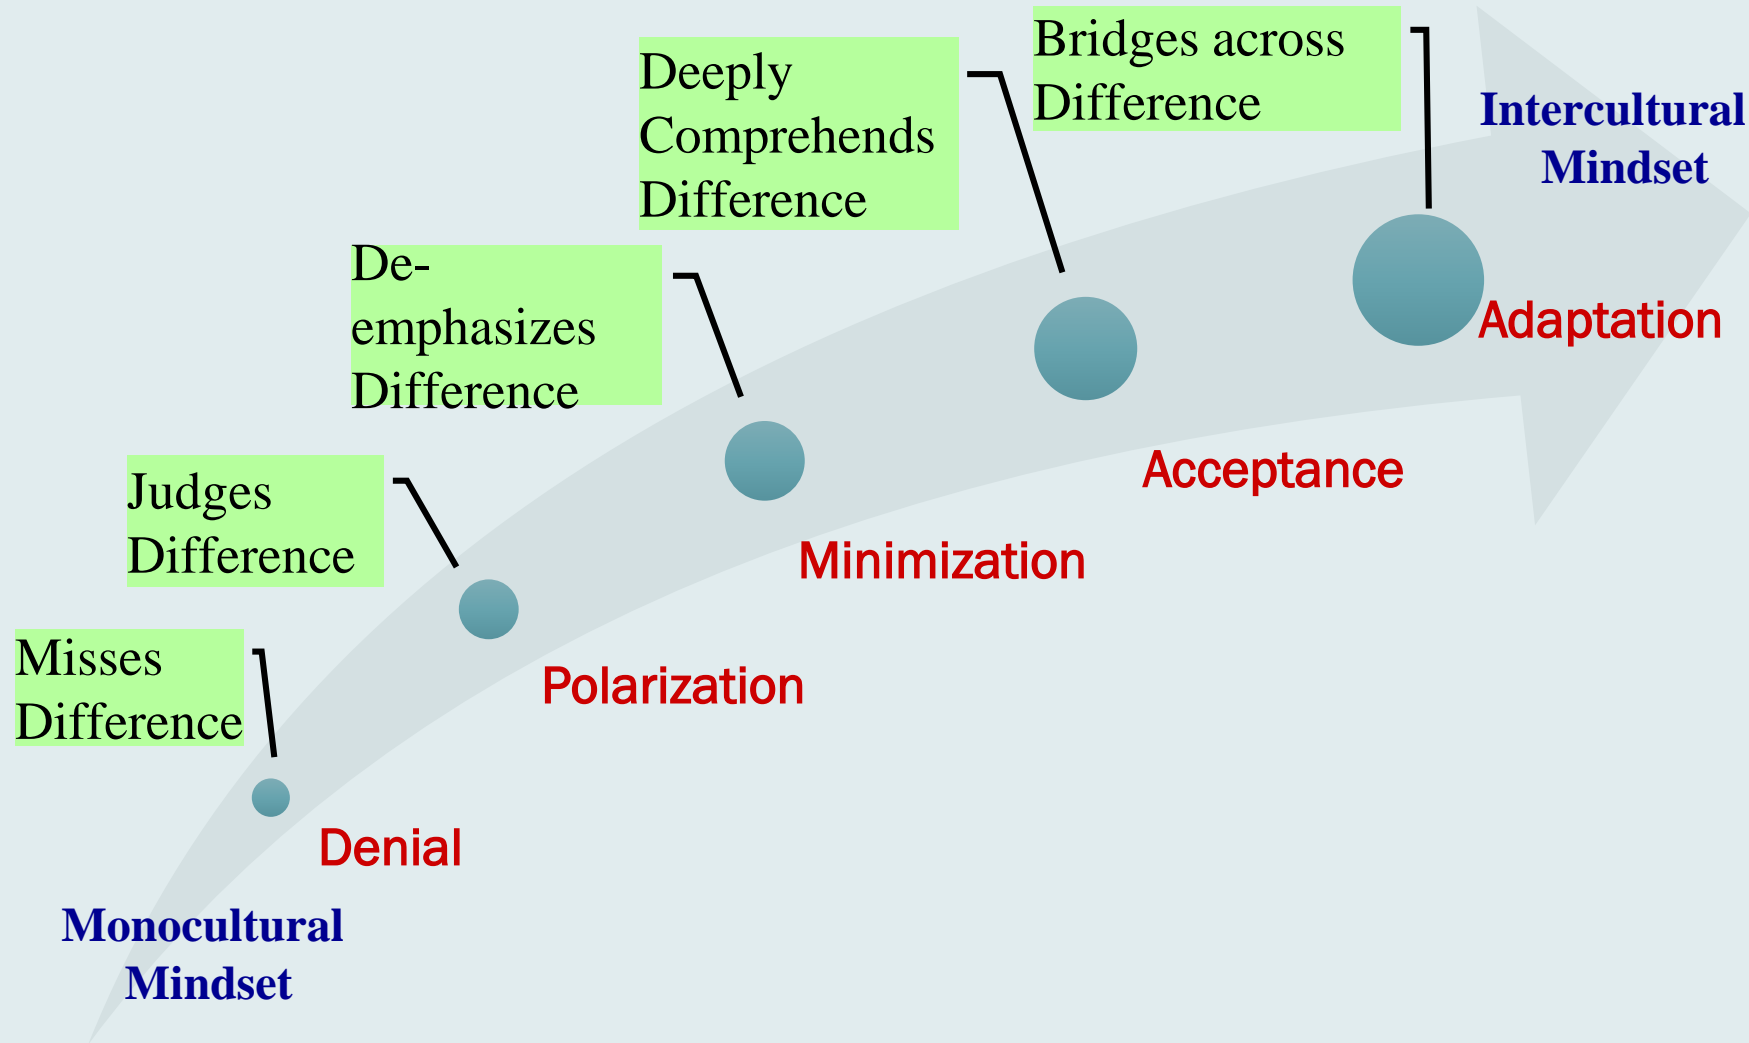 Bridges across
Difference
Intercultural
Mindset
Deeply
Comprehends
Difference
De-
emphasizes
Difference
Adaptation
Acceptance
Judges
Difference
Minimization
Misses
Difference
Polarization
Denial
Monocultural
Mindset